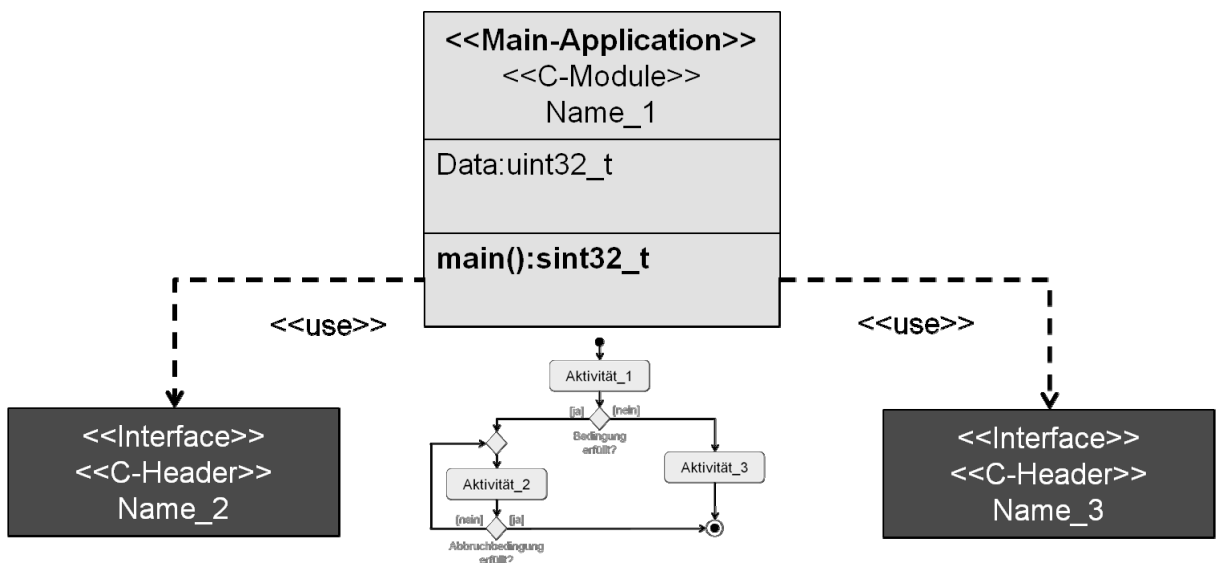 <<Main-Application>>
<<C-Module>>
Name_1
Data:uint32_t
main():sint32_t
<<use>>
<<use>>
<<Interface>>
<<C-Header>>
Name_2
Aktivität_1
[ja]
[nein]
Bedingung
erfüllt?
Aktivität_2
Aktivität_3
[nein]
[ja]
Abbruchbedingung
erfüllt?
<<Interface>>
<<C-Header>>
Name_3